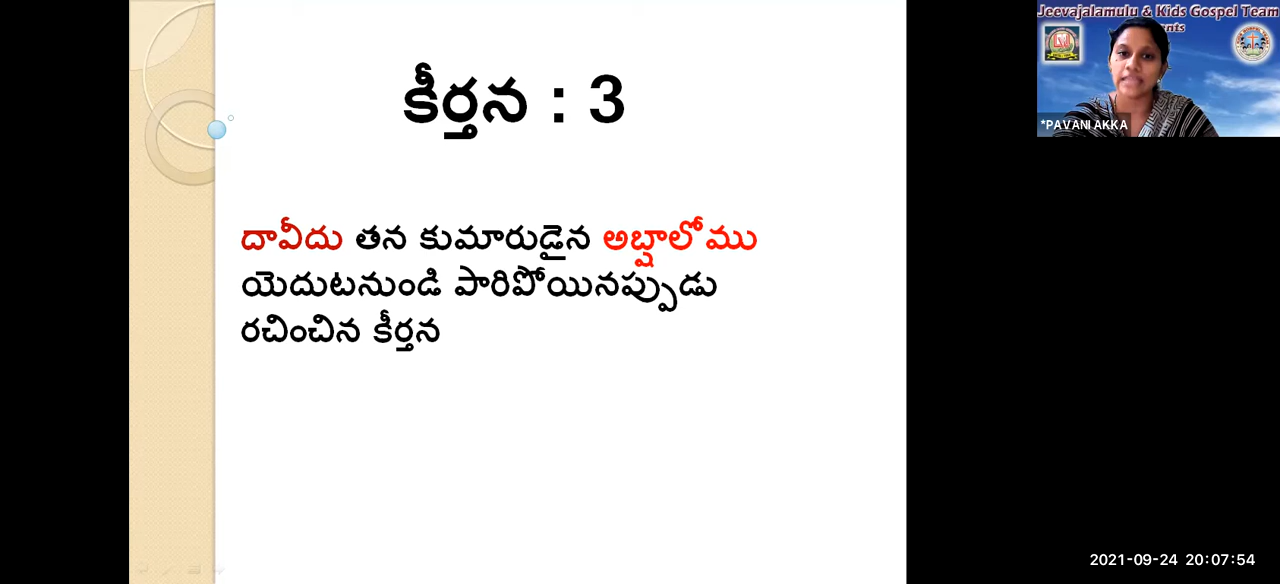 కీర్తన : 3
దావీదు తన కుమారుడైన అబ్షాలోము
యెదుటనుండి పారిపోయినప్పుడు
రచించిన కీర్తన
Jeevajalamulu & Kids Gospel Team
*PAVANI AKKA
2021-09-24 20:07:54